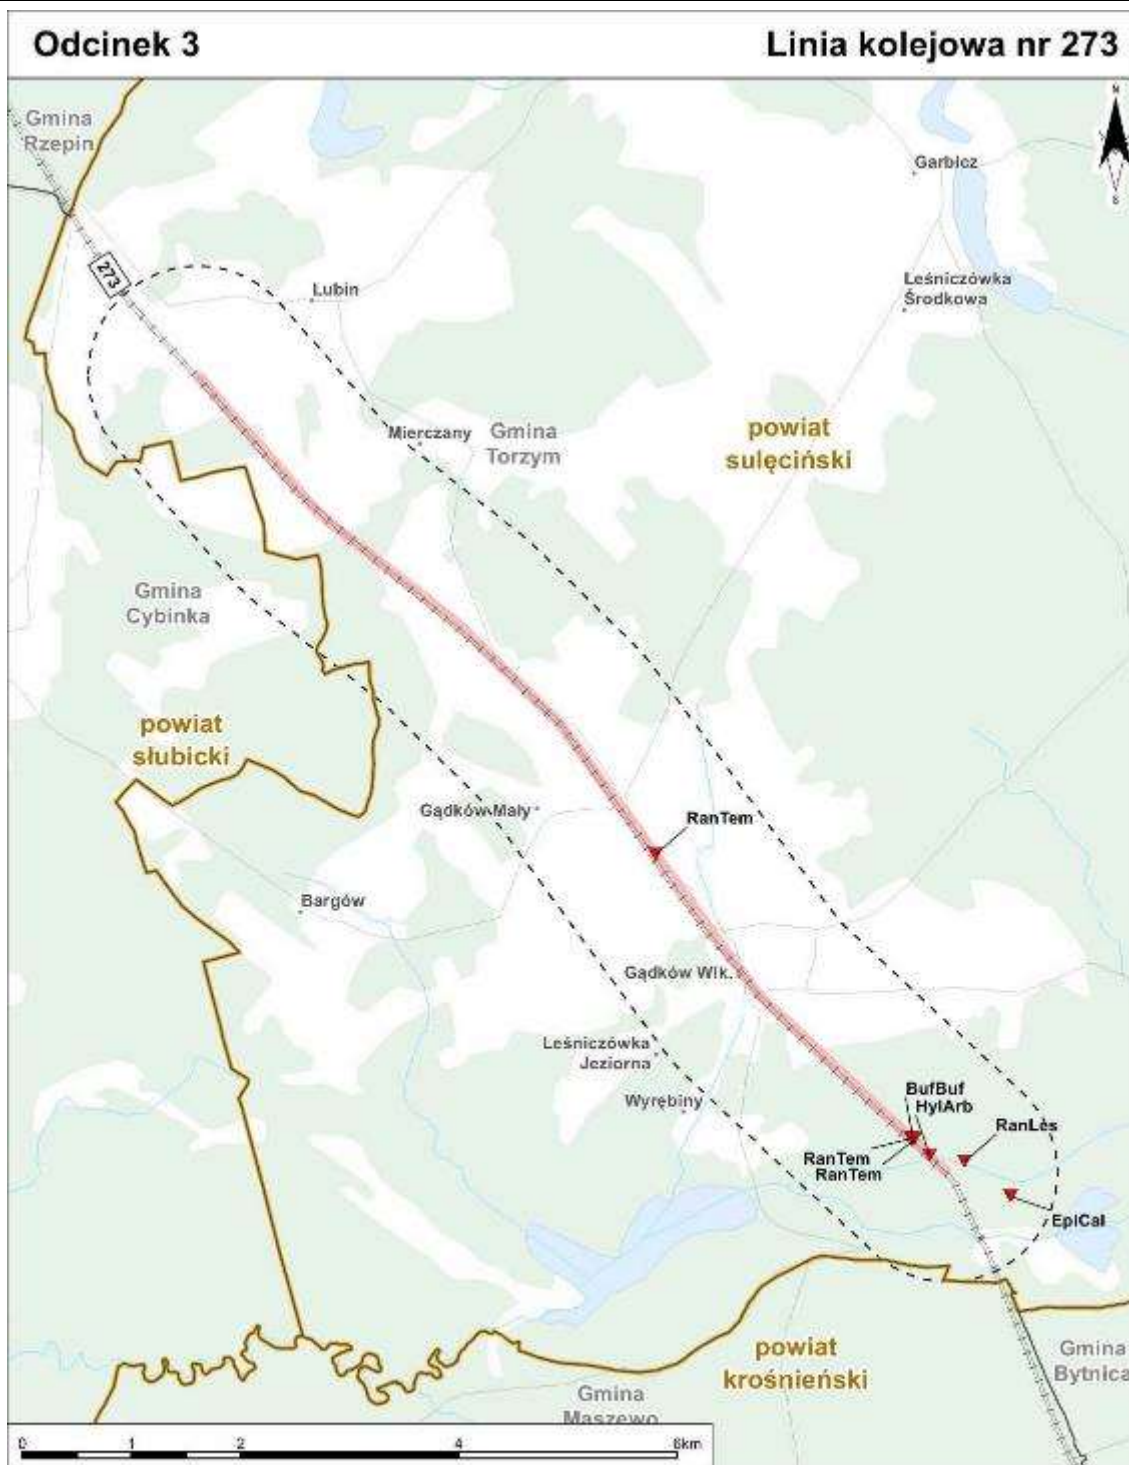 Odcinek 3
Linia kolejowa nr 273
Gmina
Rzepin
N
Garbicz
S
273
Lubin
Leśniczówka
Środkowa
Mierczany
Gmina
Torzym
powiat
sulęciński
Gmina
Cybinka
powiat
słubicki
Gądków Mały
RanTem
Bargów
Gądków Wlk.
Leśniczówka
Jeziorna
Wyrębiny
BufBuf
HylArb
RanLes
RanTem
RanTem
EpiCal
powiat
krośnieński
Gmina
Bytnica
Gmina
Maszewo
0 1 2 4 6km